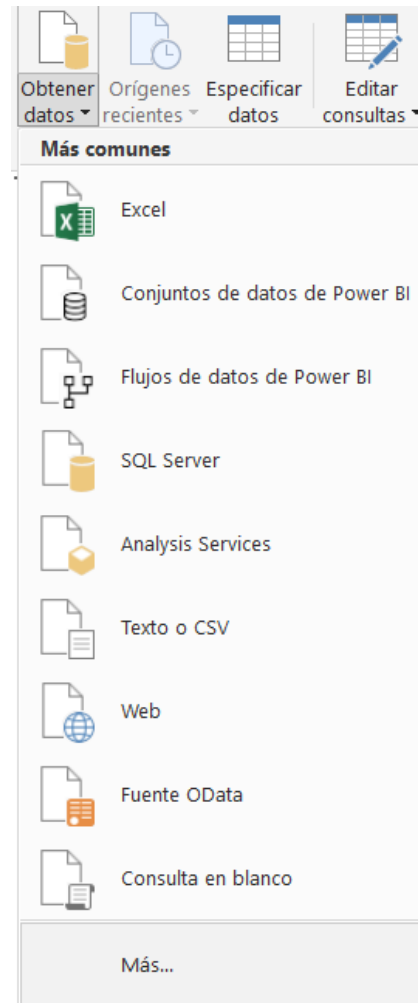 Obtener datos
Orígenes recientes
Especificar datos
Editar consultas
Más comunes
Excel
Conjuntos de datos de Power BI
Flujos de datos de Power BI
SQL Server
Analysis Services
Texto o CSV
Web
Fuente OData
Consulta en blanco
Más...